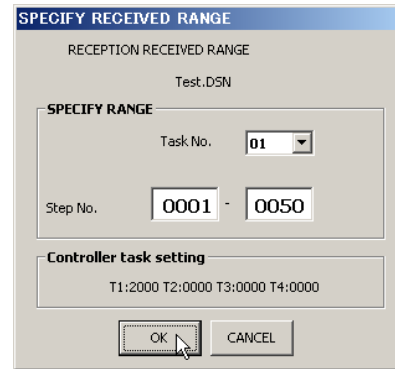 SPECIFY RECEIVED RANGE
RECEPTION RECEIVED RANGE
Test.DSN
SPECIFY RANGE
Task No. 01
Step No. 0001 - 0050
Controller task setting
T1:2000 T2:0000 T3:0000 T4:0000
OK CANCEL